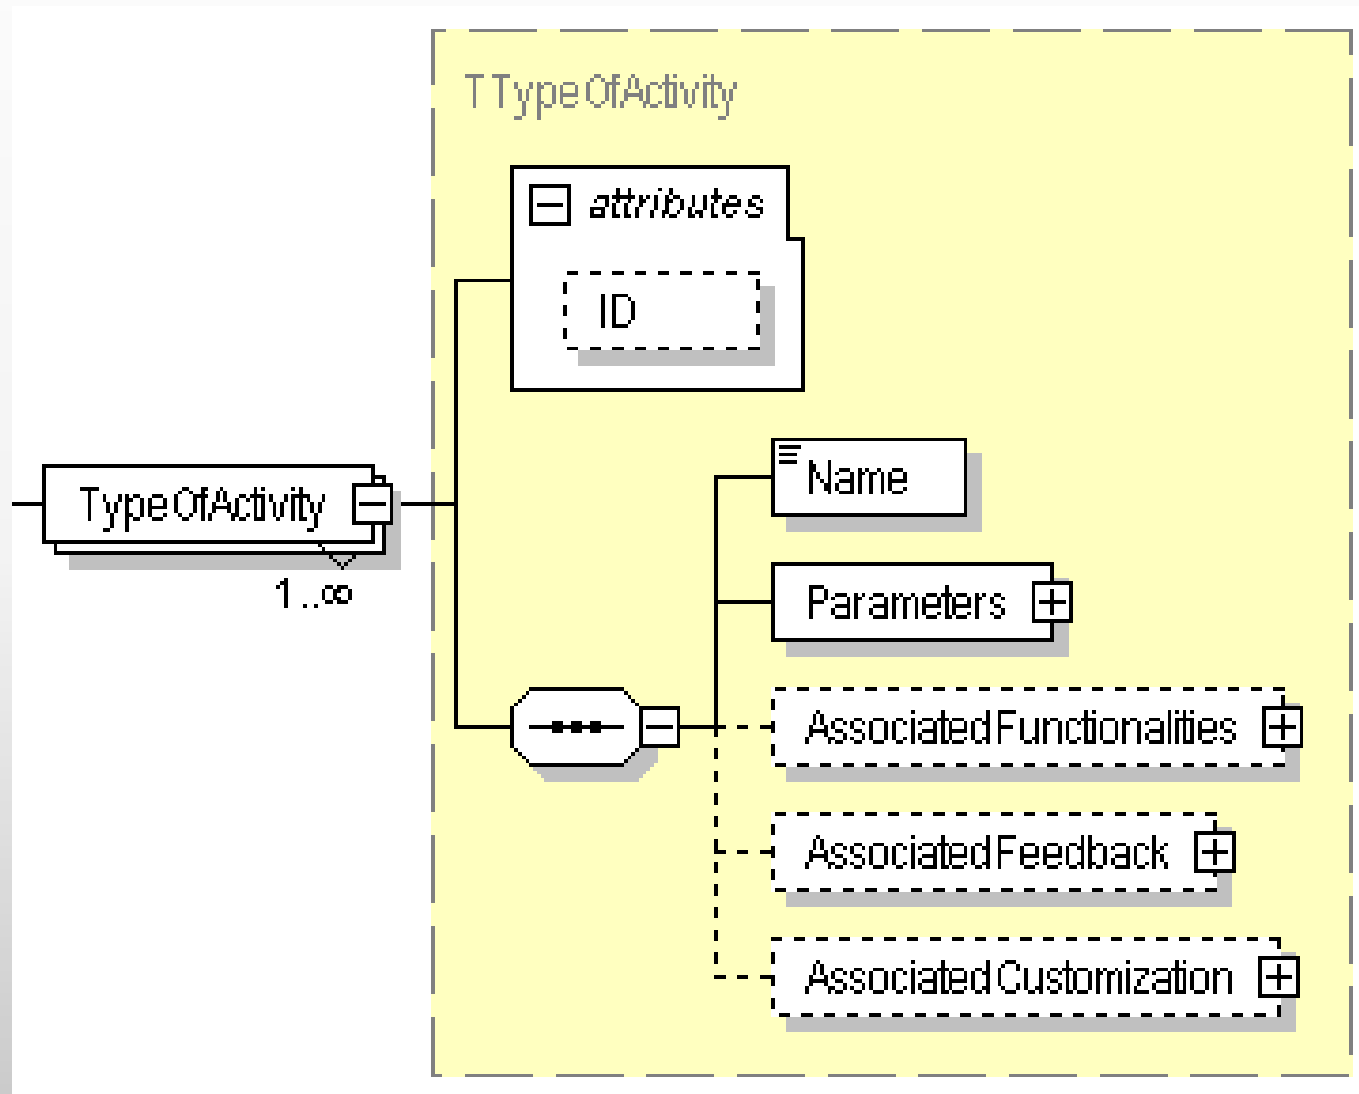 TTypeOfActivity
attributes
ID
TypeOfActivity
1..∞
Name
Parameters
AssociatedFunctionalities
AssociatedFeedback
AssociatedCustomization